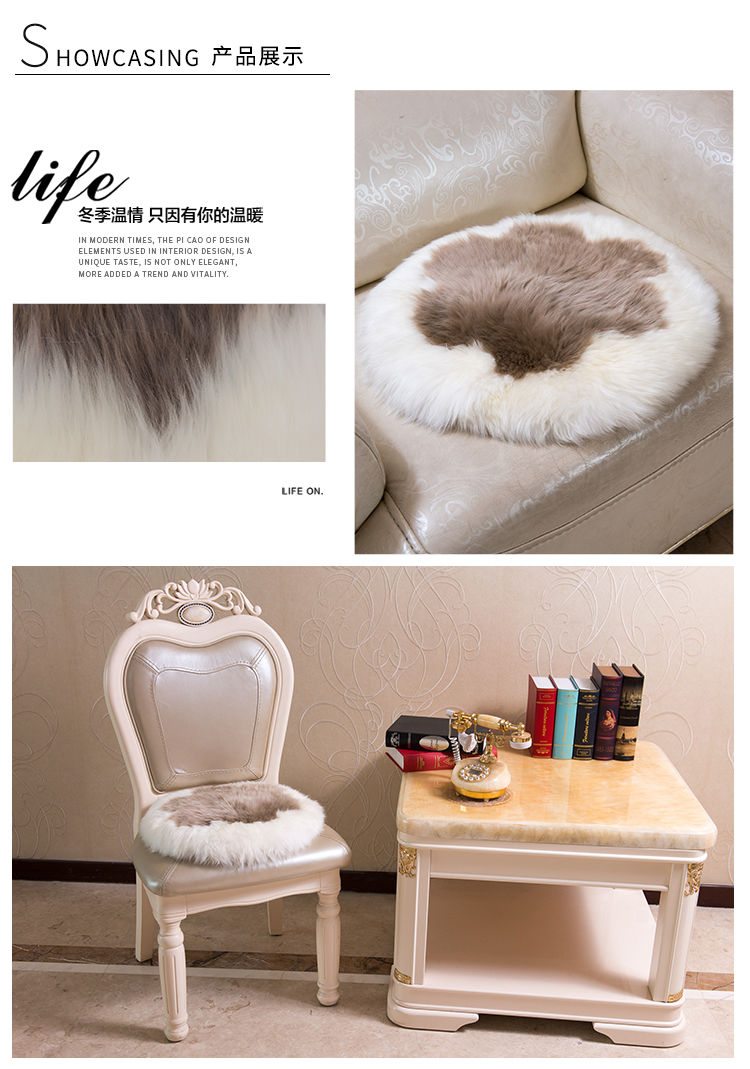 SHOWCASING 产品展示
life
冬季温情 只因有你的温暖
IN MODERN TIMES, THE PI CAO OF DESIGN
ELEMENTS USED IN INTERIOR DESIGN, IS A
UNIQUE TASTE, IS NOT ONLY ELEGANT,
MORE ADDED A TREND AND VITALITY.
LIFE ON.